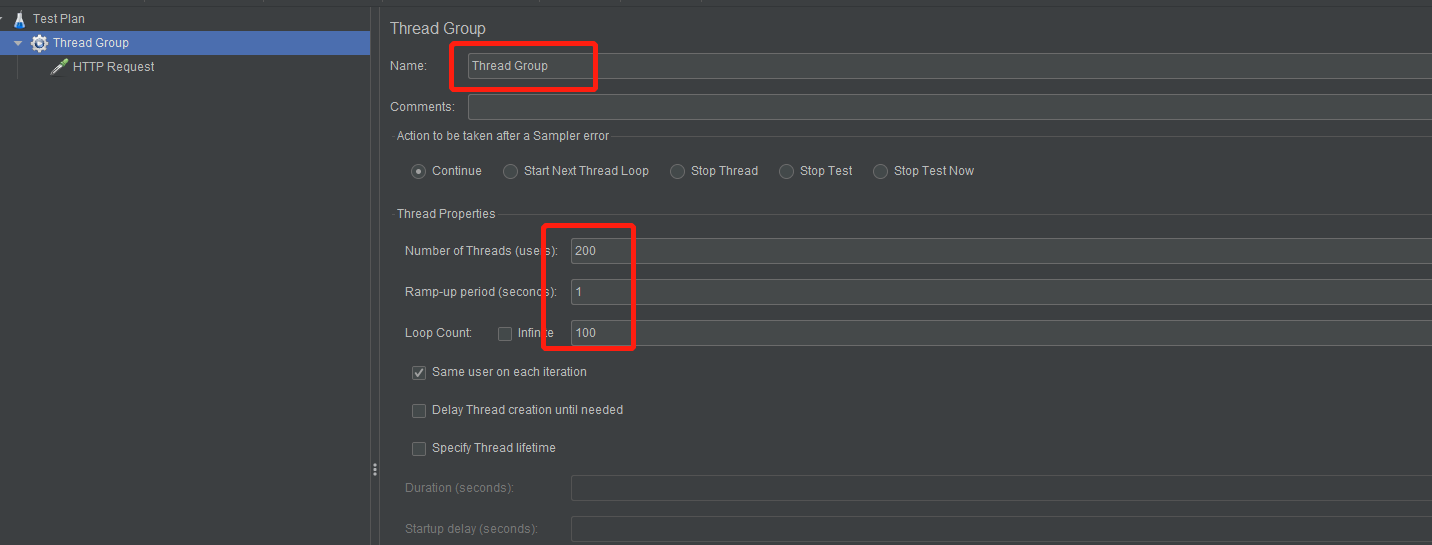 Test Plan
Thread Group
HTTP Request
Thread Group
Name: Thread Group
Comments:
Action to be taken after a Sampler error
Continue Start Next Thread Loop Stop Thread Stop Test Stop Test Now
Thread Properties
Number of Threads (users): 200
Ramp-up period (seconds): 1
Loop Count: Infinite 100
Same user on each iteration
Delay Thread creation until needed
Specify Thread lifetime
Duration (seconds):
Startup delay (seconds):